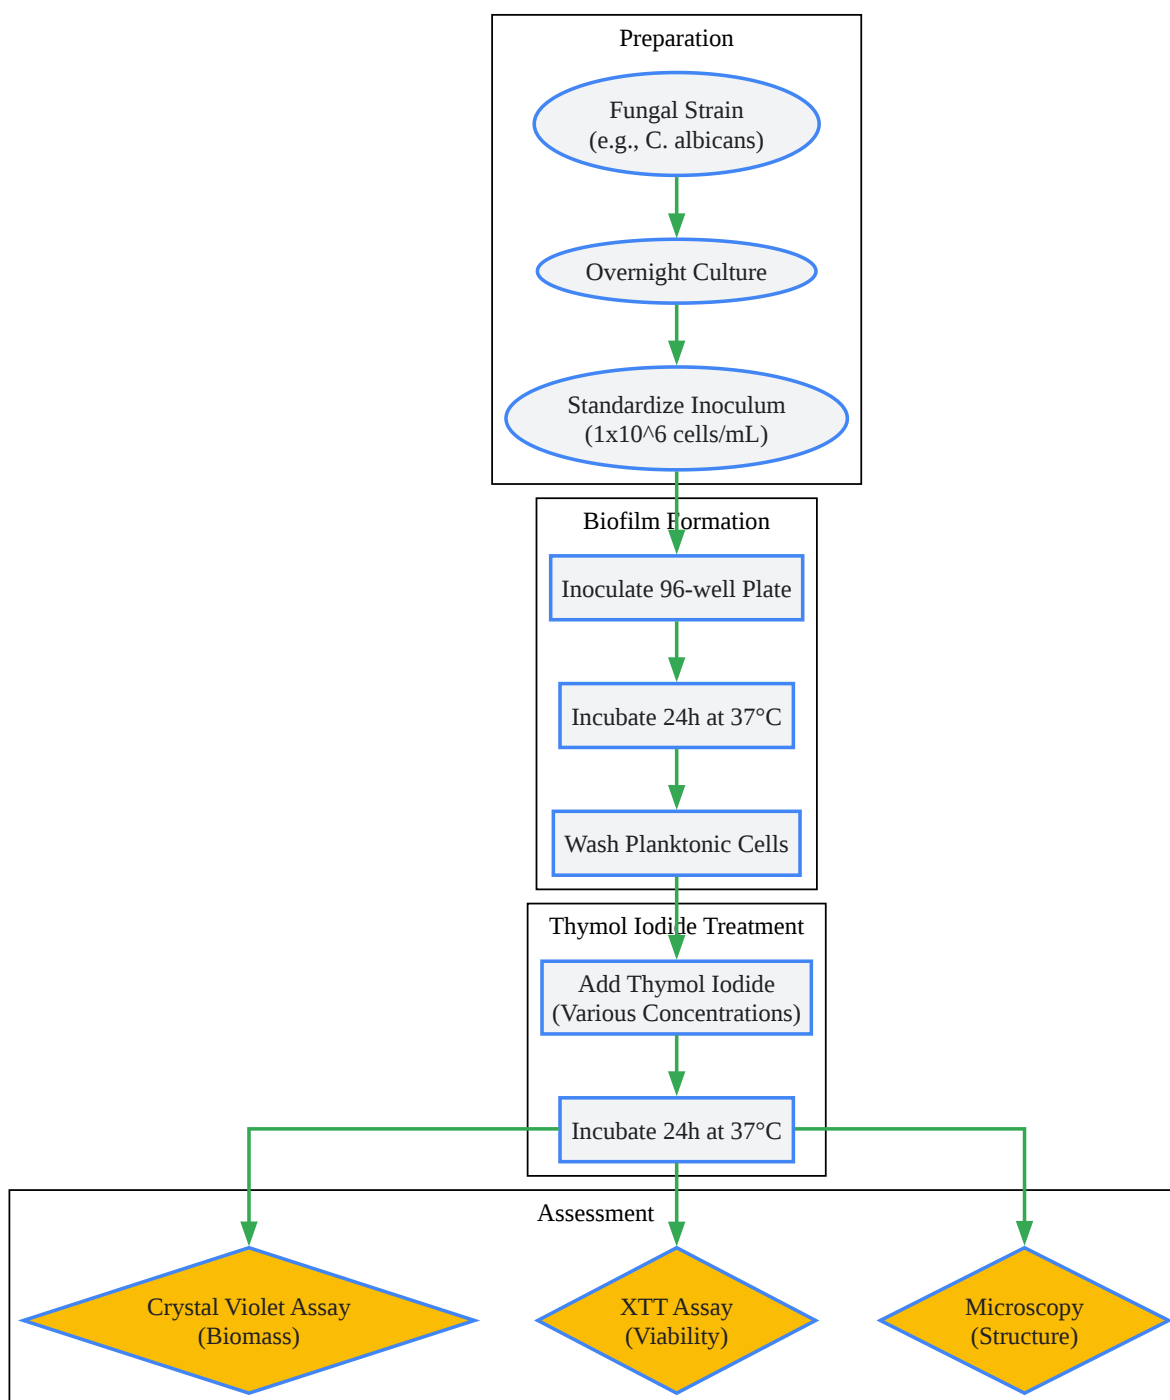 Preparation
Fungal Strain
(e.g., C. albicans)
Overnight Culture
Standardize Inoculum
(1x10^6 cells/mL)
Biofilm Formation
Inoculate 96-well Plate
Incubate 24h at 37°C
Wash Planktonic Cells
Thymol Iodide Treatment
Add Thymol Iodide
(Various Concentrations)
Incubate 24h at 37°C
Assessment
Crystal Violet Assay
(Biomass)
XTT Assay
(Viability)
Microscopy
(Structure)